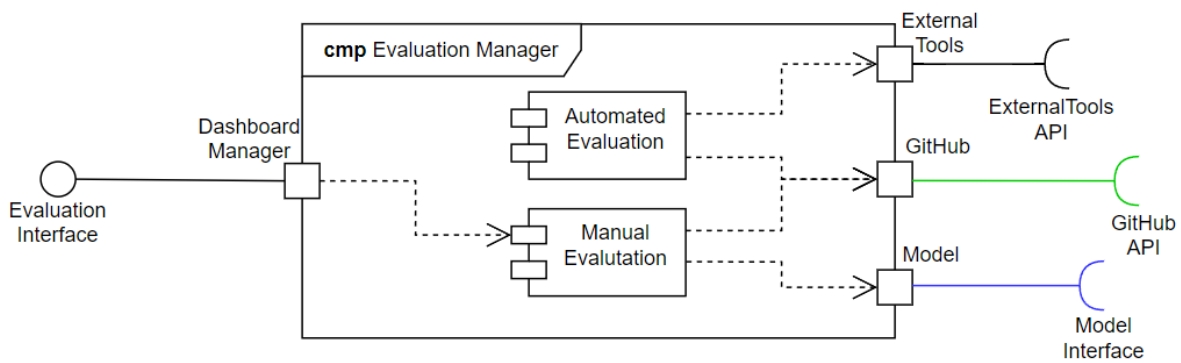 External
Tools
cmp Evaluation Manager
ExternalTools
API
Automated
Evaluation
Dashboard
Manager
GitHub
Evaluation
Interface
Manual
Evalutation
GitHub
API
Model
Model
Interface